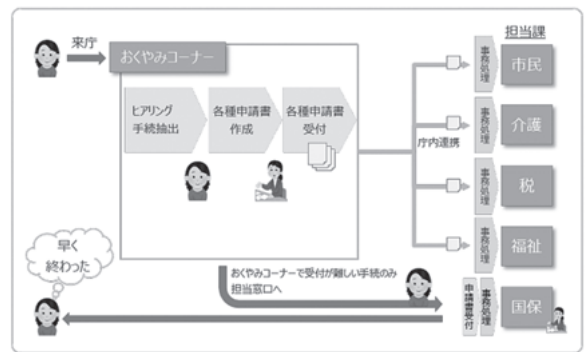 担当課
来庁
おくやみコーナー
ヒアリング
手続抽出
各種申請書
作成
各種申請書
受付
庁内連携
事務処理
市民
事務処理
介護
事務処理
税
事務処理
福祉
早く
終わった
おくやみコーナーで受付が難しい手続のみ
担当窓口へ
申請書受付
事務処理
国保